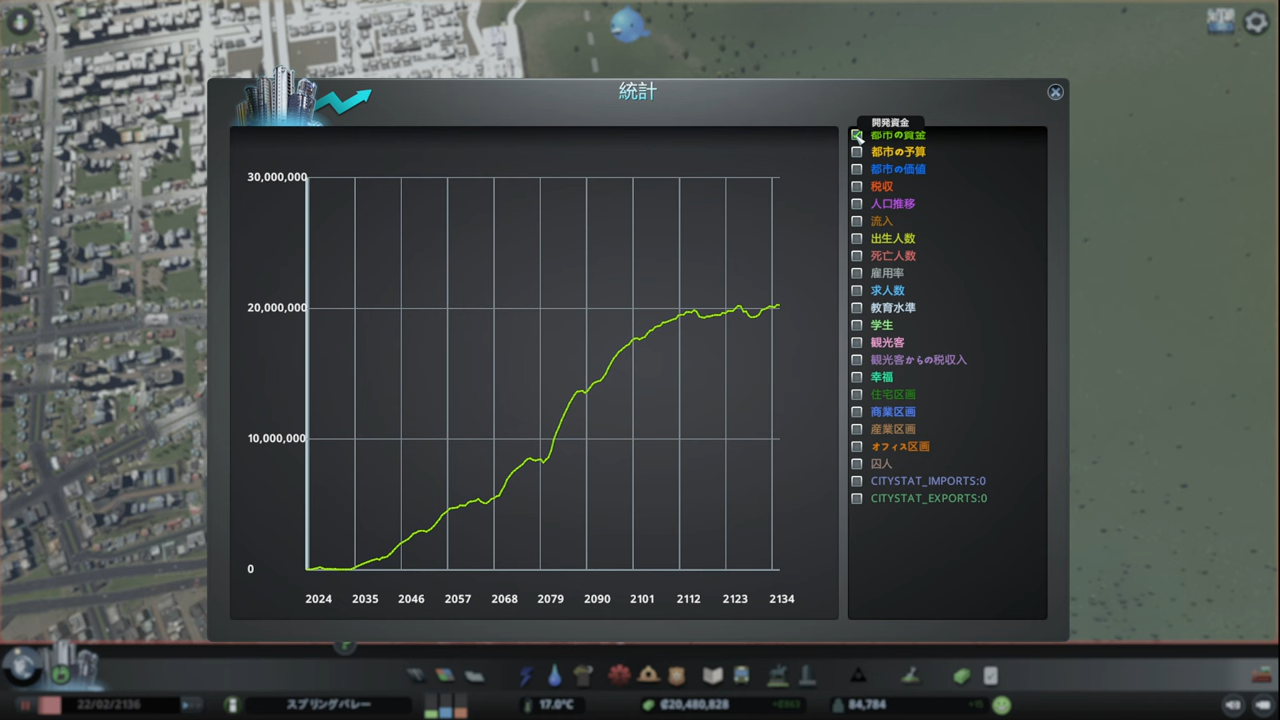 統計
開発資金
都市の資金
都市の予算
都市の価値
税収
人口推移
流入
出生人数
死亡人数
雇用率
求人数
教育水準
学生
観光客
観光客からの税収入
幸福
住宅区画
商業区画
産業区画
オフィス区画
囚人
CITYSTAT_IMPORTS:0
CITYSTAT_EXPORTS:0
30,000,000
20,000,000
10,000,000
0
2024 2035 2046 2057 2068 2079 2090 2101 2112 2123 2134
22/02/2136 スプリングバレー 17.0°C ₡20,480,828 84,784